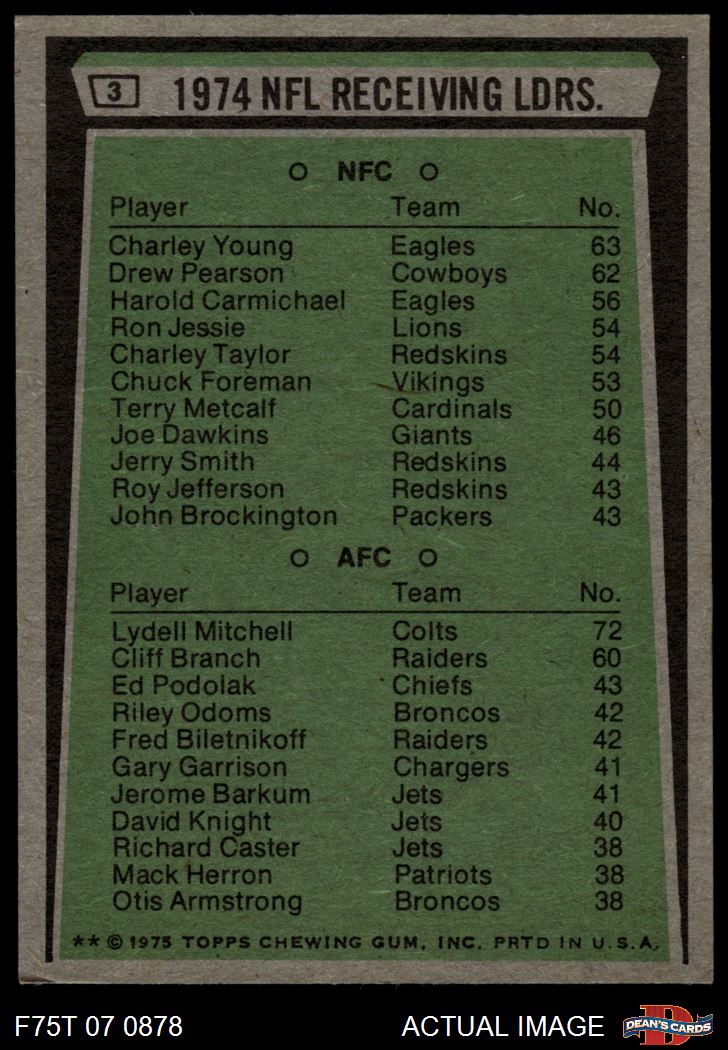 3 1974 NFL RECEIVING LDRS.
O NFC O
Player Team No.
Charley Young Eagles 63
Drew Pearson Cowboys 62
Harold Carmichael Eagles 56
Ron Jessie Lions 54
Charley Taylor Redskins 54
Chuck Foreman Vikings 53
Terry Metcalf Cardinals 50
Joe Dawkins Giants 46
Jerry Smith Redskins 44
Roy Jefferson Redskins 43
John Brockington Packers 43
O AFC O
Player Team No.
Lydell Mitchell Colts 72
Cliff Branch Raiders 60
Ed Podolak Chiefs 43
Riley Odoms Broncos 42
Fred Biletnikoff Raiders 42
Gary Garrison Chargers 41
Jerome Barkum Jets 41
David Knight Jets 40
Richard Caster Jets 38
Mack Herron Patriots 38
Otis Armstrong Broncos 38
** © 1975 TOPPS CHEWING GUM, INC. PRTD IN U.S.A.
F75T 07 0878 ACTUAL IMAGE D DEAN'S CARDS